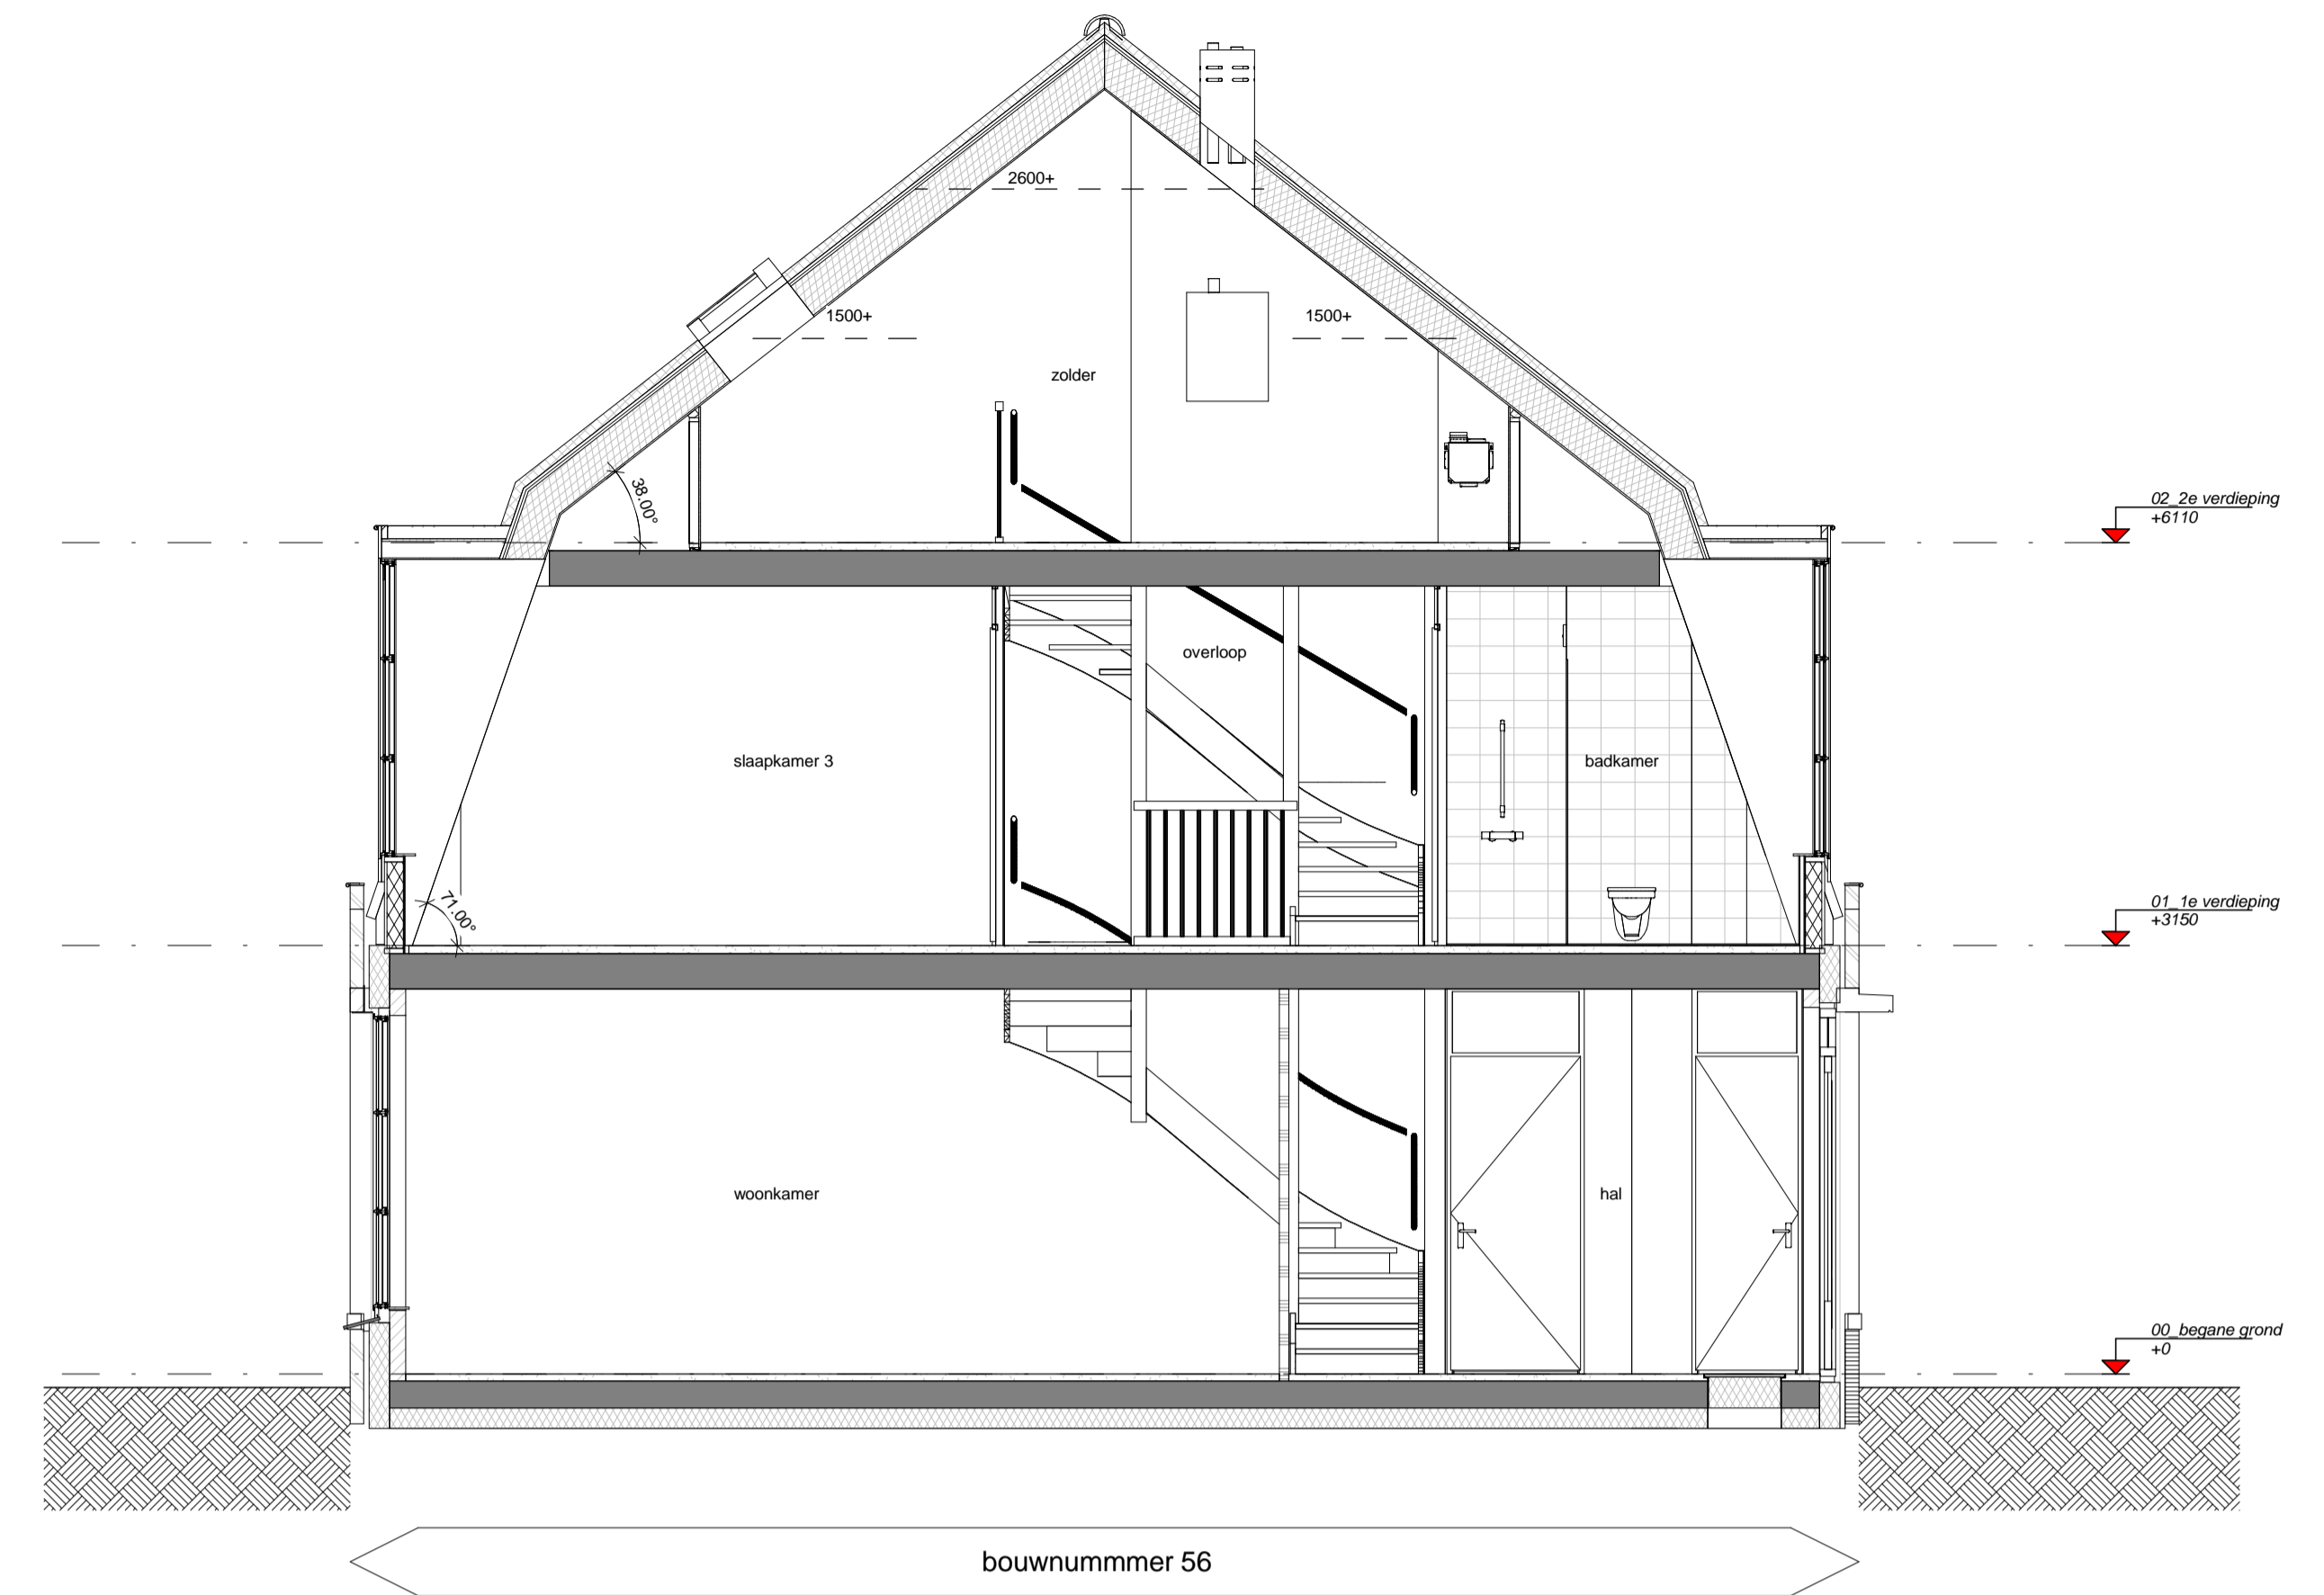 2600+
1500+
1500+
zolder
38.00°
02_2e verdieping
+6110
overloop
slaapkamer 3
badkamer
71.00°
01_1e verdieping
+3150
woonkamer
hal
00_begane grond
+0
bouwnummmer 56